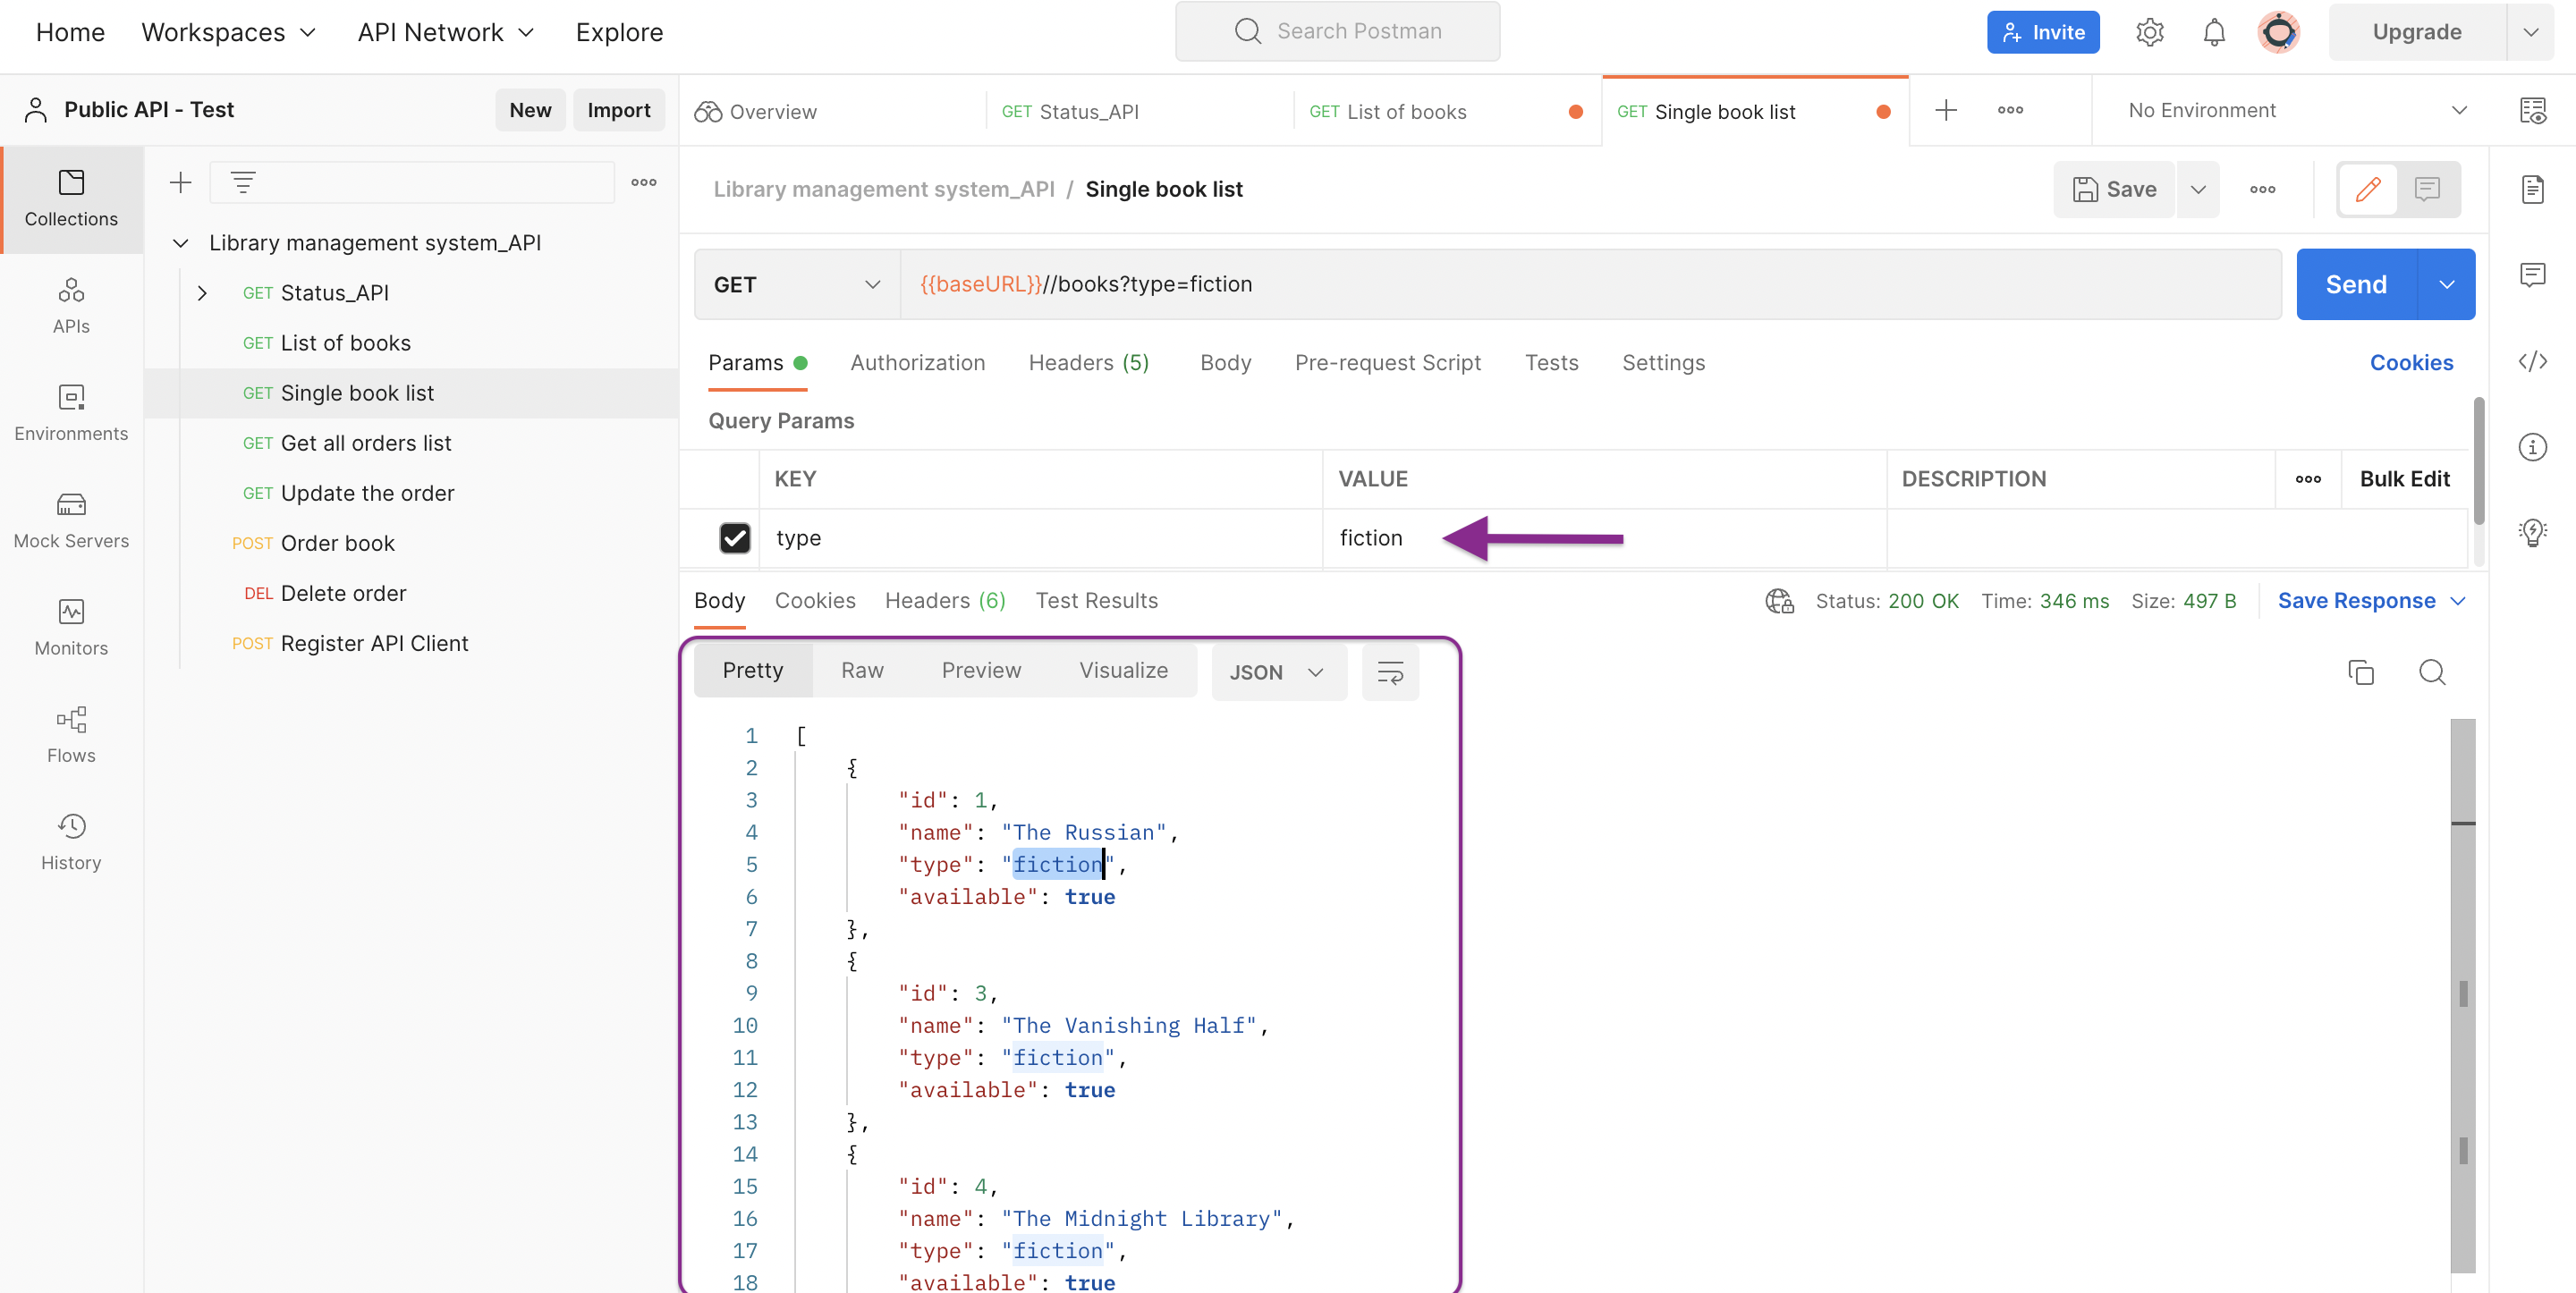 Home Workspaces API Network Explore Search Postman Invite Upgrade
Public API - Test New Import Overview GET Status_API GET List of books GET Single book list No Environment
Collections
APIs
Environments
Mock Servers
Monitors
Flows
History
Library management system_API
GET Status_API
GET List of books
GET Single book list
GET Get all orders list
GET Update the order
POST Order book
DEL Delete order
POST Register API Client
Library management system_API / Single book list Save
GET {{baseURL}}//books?type=fiction Send
Params Authorization Headers (5) Body Pre-request Script Tests Settings Cookies
Query Params
KEY VALUE DESCRIPTION Bulk Edit
type fiction
Body Cookies Headers (6) Test Results Status: 200 OK Time: 346 ms Size: 497 B Save Response
Pretty Raw Preview Visualize JSON
1 [
2 {
3 "id": 1,
4 "name": "The Russian",
5 "type": "fiction",
6 "available": true
7 },
8 {
9 "id": 3,
10 "name": "The Vanishing Half",
11 "type": "fiction",
12 "available": true
13 },
14 {
15 "id": 4,
16 "name": "The Midnight Library",
17 "type": "fiction",
18 "available": true